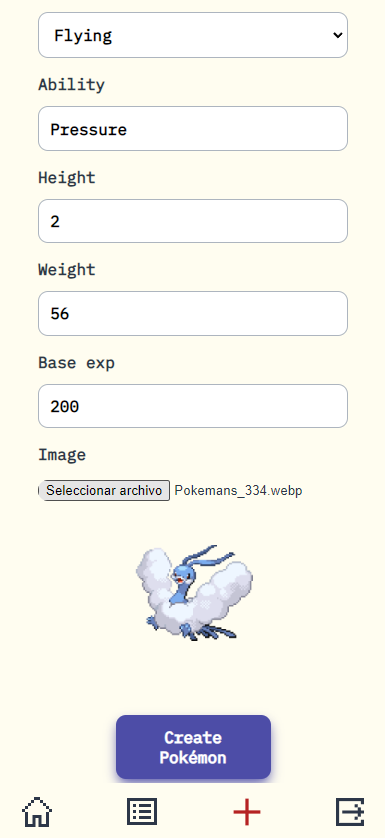 Flying
Ability
Pressure
Height
2
Weight
56
Base exp
200
Image
Seleccionar archivo Pokemans_334.webp
Create
Pokémon